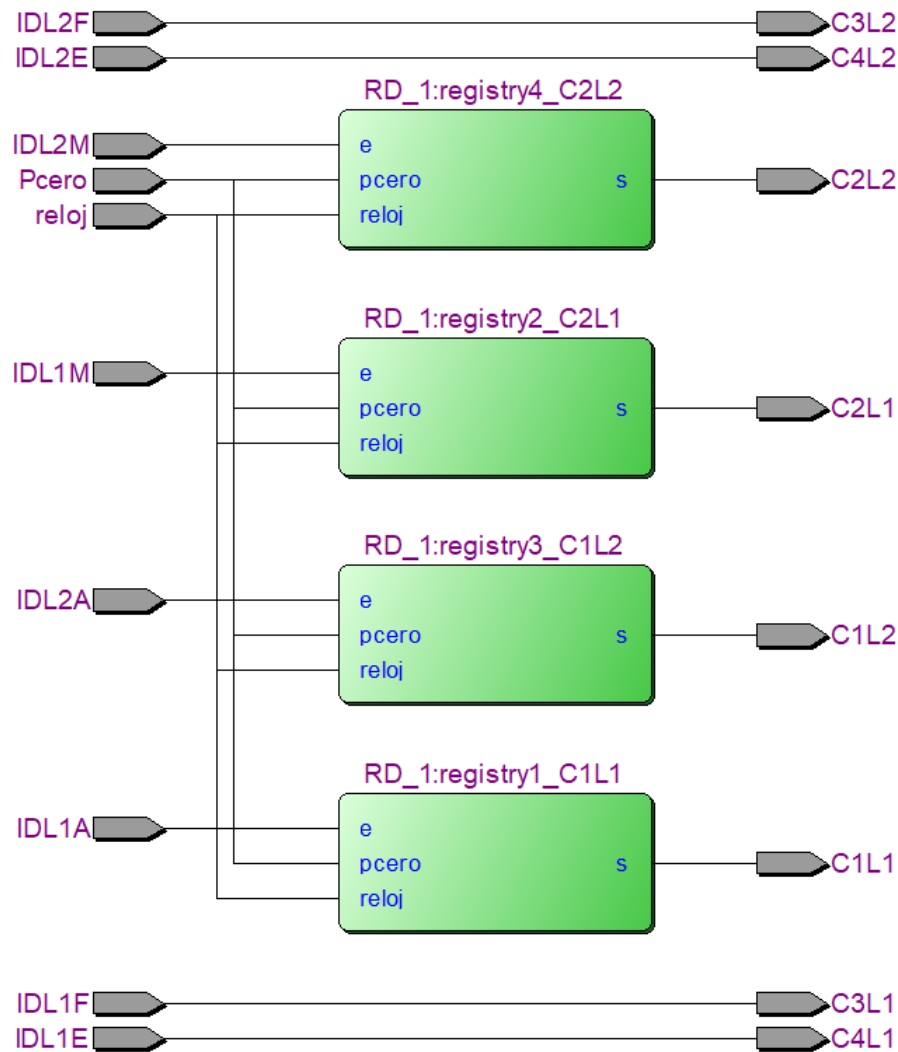 IDL2F C3L2
IDL2E C4L2
RD_1:registry4_C2L2
IDL2M e
Pcero pcero s C2L2
reloj reloj
RD_1:registry2_C2L1
IDL1M e
pcero s C2L1
reloj
RD_1:registry3_C1L2
IDL2A e
pcero s C1L2
reloj
RD_1:registry1_C1L1
IDL1A e
pcero s C1L1
reloj
IDL1F C3L1
IDL1E C4L1